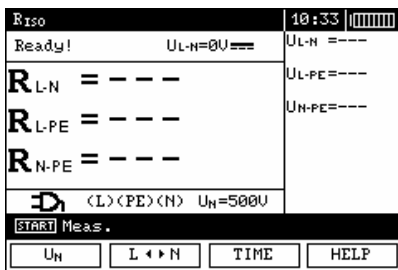 RISO 10:33
Ready! UL-N=0V
UL-N =---
UL-PE=---
UN-PE=---
RL-N = ---
RL-PE = ---
RN-PE = ---
(L)(PE)(N) UN=500V
START Meas.
UN L◄►N TIME HELP